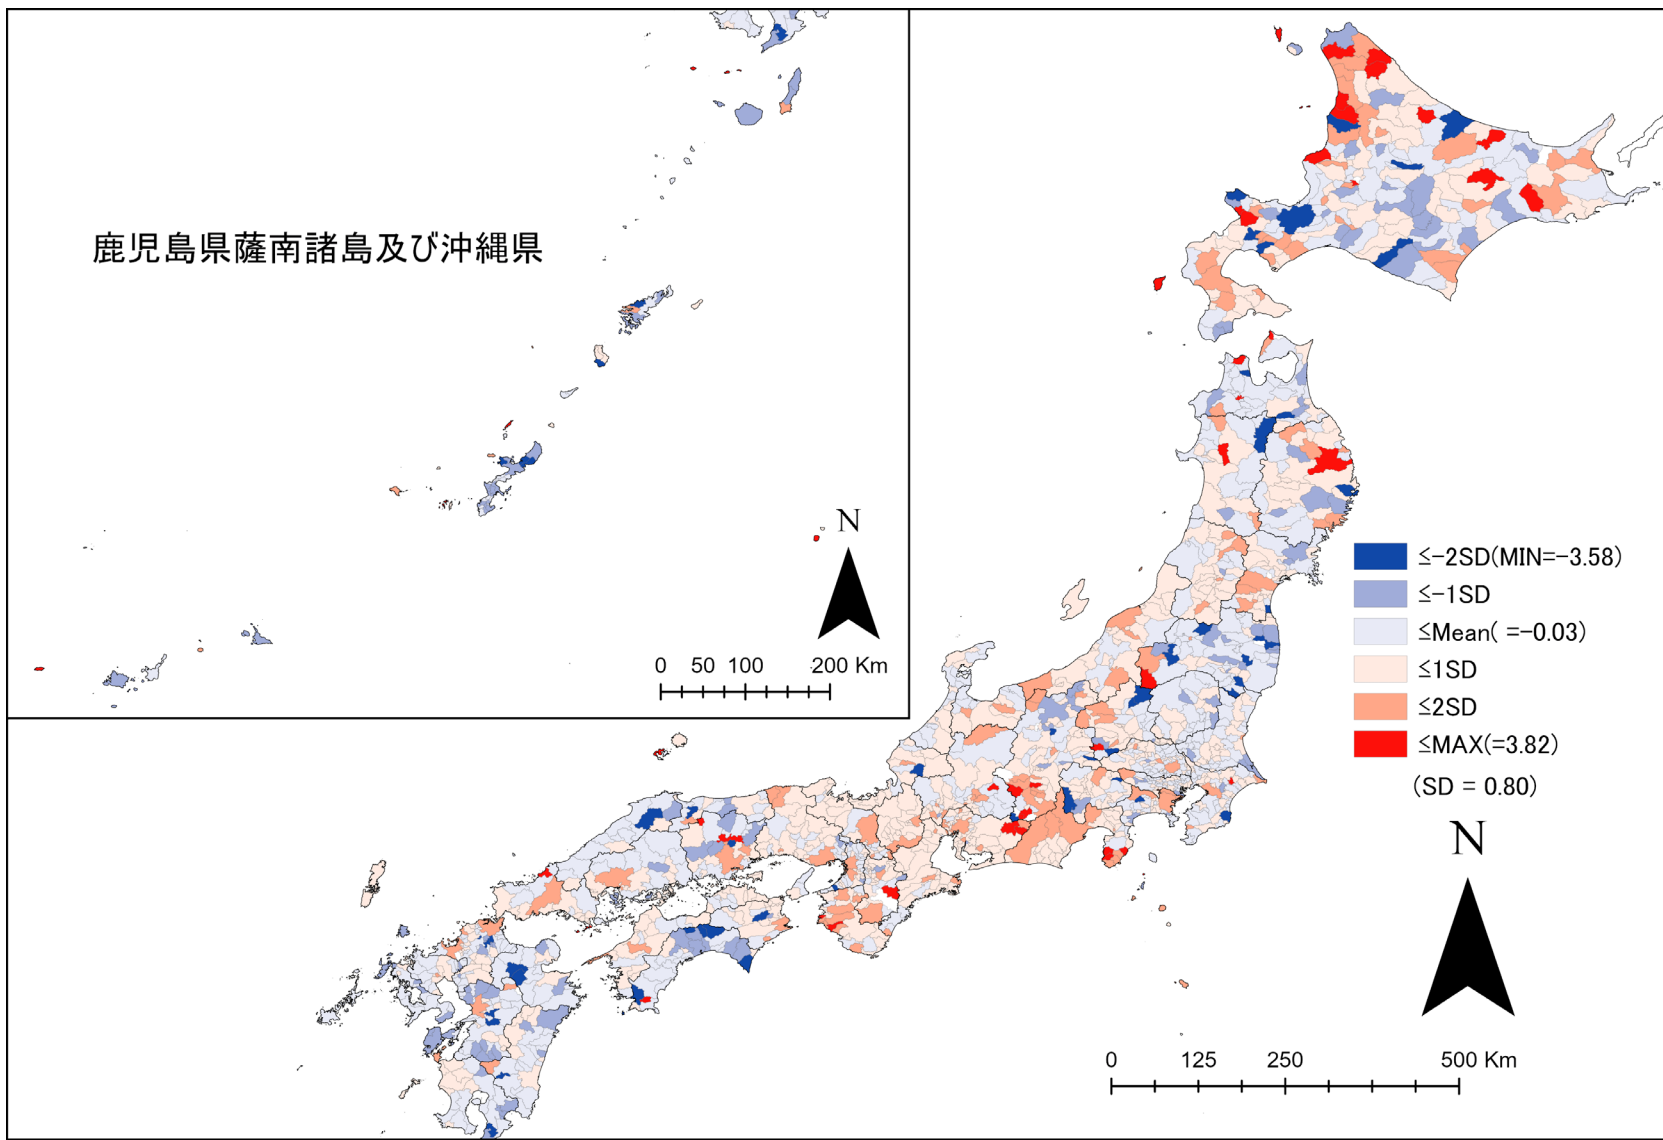 鹿児島県薩南諸島及び沖縄県
N
0 50 100 200 Km
≤-2SD(MIN=-3.58)
≤-1SD
≤Mean( =-0.03)
≤1SD
≤2SD
≤MAX(=3.82)
(SD = 0.80)
N
0 125 250 500 Km